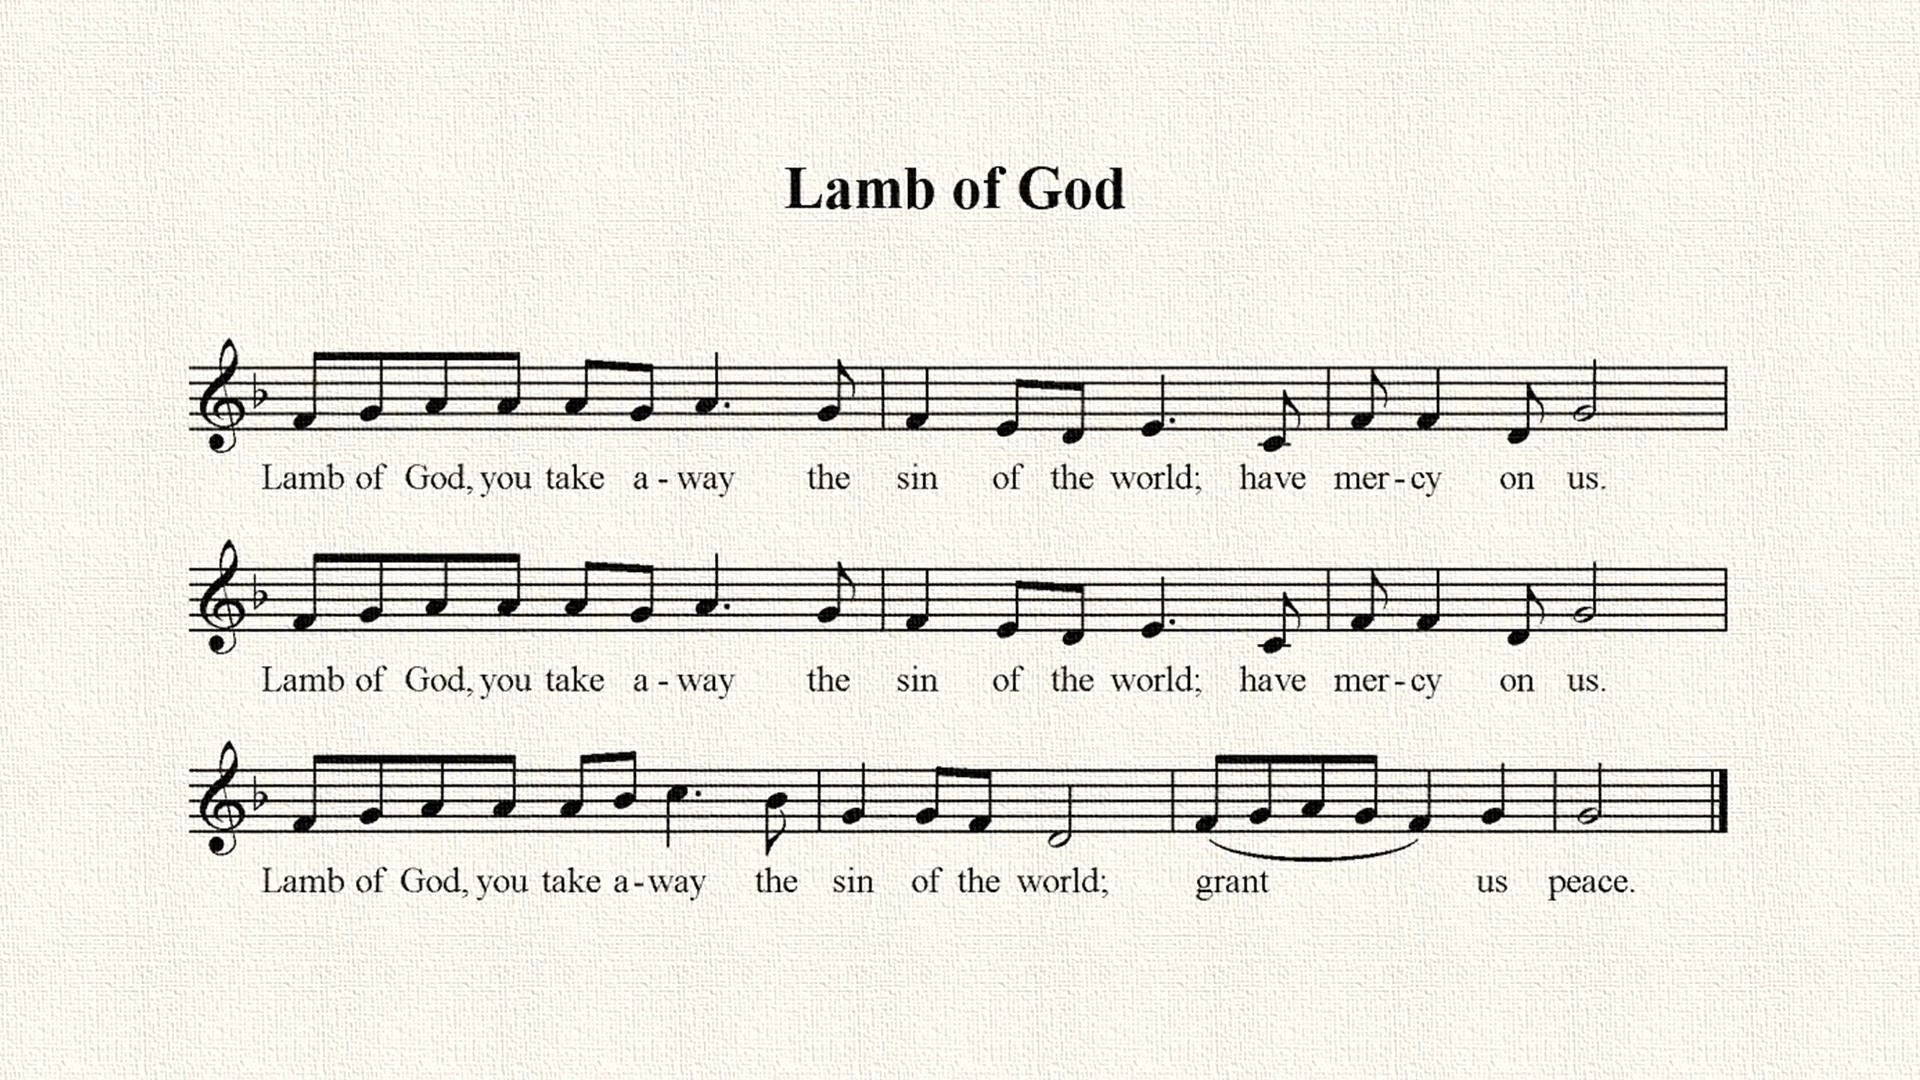 Lamb of God
Lamb of God, you take a - way the sin of the world; have mer - cy on us.
Lamb of God, you take a - way the sin of the world; have mer - cy on us.
Lamb of God, you take a - way the sin of the world; grant us peace.